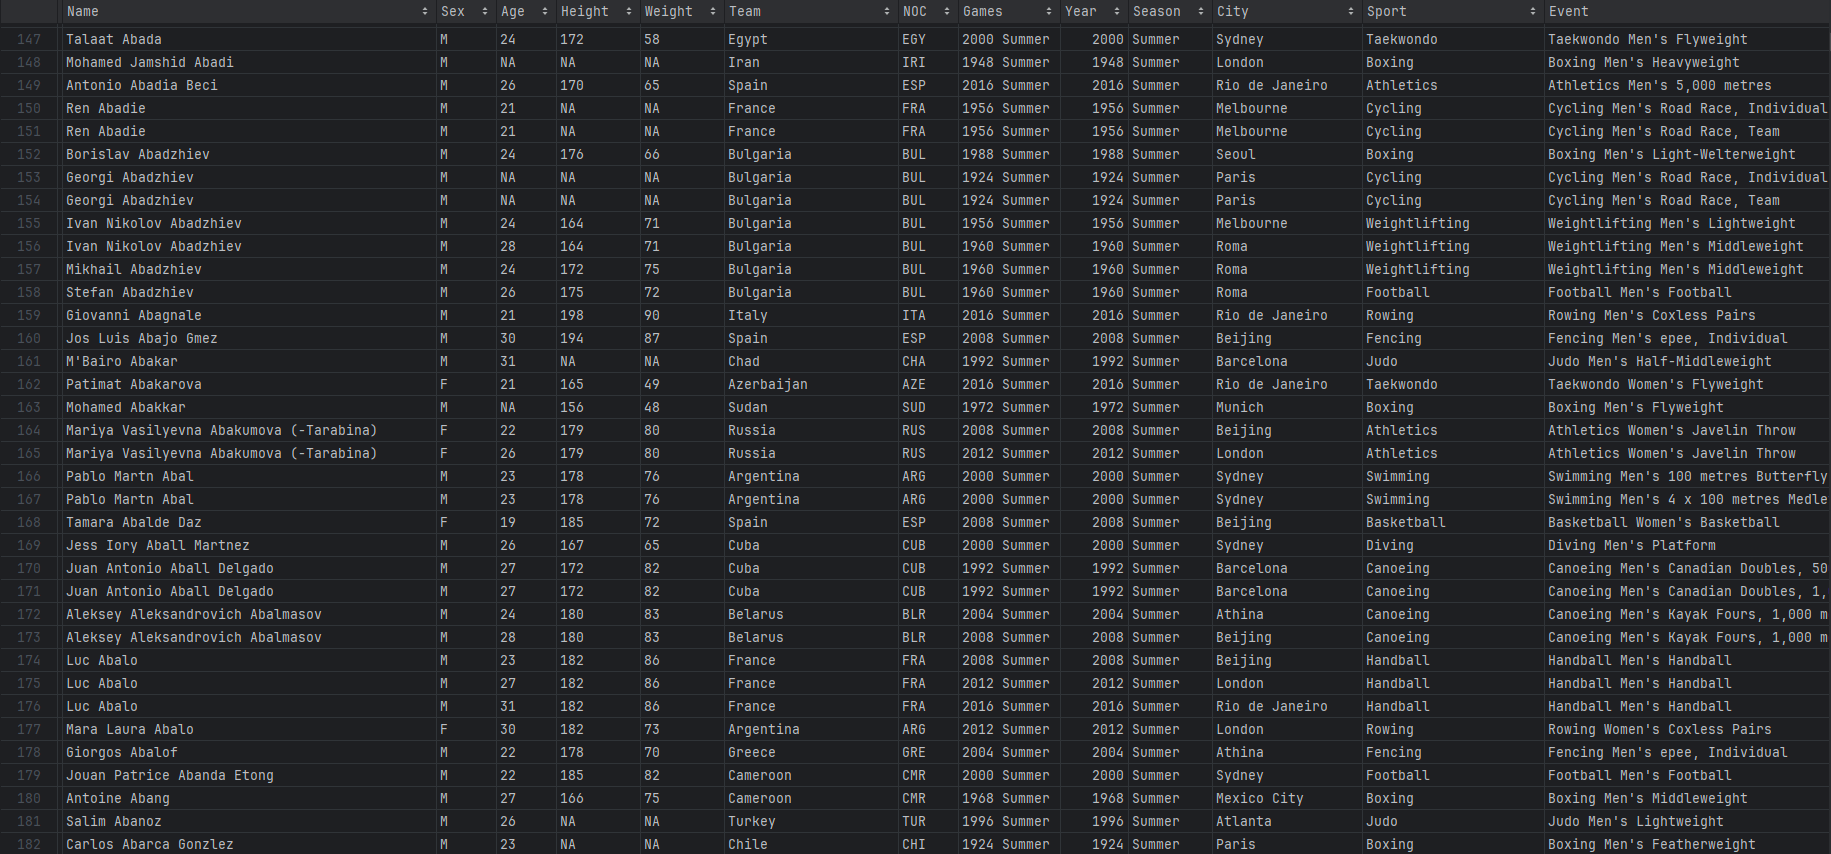 Name Sex Age Height Weight Team NOC Games Year Season City Sport Event
147 Talaat Abada M 24 172 58 Egypt EGY 2000 Summer 2000 Summer Sydney Taekwondo Taekwondo Men's Flyweight
148 Mohamed Jamshid Abadi M NA NA NA Iran IRI 1948 Summer 1948 Summer London Boxing Boxing Men's Heavyweight
149 Antonio Abadia Beci M 26 170 65 Spain ESP 2016 Summer 2016 Summer Rio de Janeiro Athletics Athletics Men's 5,000 metres
150 Ren Abadie M 21 NA NA France FRA 1956 Summer 1956 Summer Melbourne Cycling Cycling Men's Road Race, Individual
151 Ren Abadie M 21 NA NA France FRA 1956 Summer 1956 Summer Melbourne Cycling Cycling Men's Road Race, Team
152 Borislav Abadzhiev M 24 176 66 Bulgaria BUL 1988 Summer 1988 Summer Seoul Boxing Boxing Men's Light-Welterweight
153 Georgi Abadzhiev M NA NA NA Bulgaria BUL 1924 Summer 1924 Summer Paris Cycling Cycling Men's Road Race, Individual
154 Georgi Abadzhiev M NA NA NA Bulgaria BUL 1924 Summer 1924 Summer Paris Cycling Cycling Men's Road Race, Team
155 Ivan Nikolov Abadzhiev M 24 164 71 Bulgaria BUL 1956 Summer 1956 Summer Melbourne Weightlifting Weightlifting Men's Lightweight
156 Ivan Nikolov Abadzhiev M 28 164 71 Bulgaria BUL 1960 Summer 1960 Summer Roma Weightlifting Weightlifting Men's Middleweight
157 Mikhail Abadzhiev M 24 172 75 Bulgaria BUL 1960 Summer 1960 Summer Roma Weightlifting Weightlifting Men's Middleweight
158 Stefan Abadzhiev M 26 175 72 Bulgaria BUL 1960 Summer 1960 Summer Roma Football Football Men's Football
159 Giovanni Abagnale M 21 198 90 Italy ITA 2016 Summer 2016 Summer Rio de Janeiro Rowing Rowing Men's Coxless Pairs
160 Jos Luis Abajo Gmez M 30 194 87 Spain ESP 2008 Summer 2008 Summer Beijing Fencing Fencing Men's epee, Individual
161 M'Bairo Abakar M 31 NA NA Chad CHA 1992 Summer 1992 Summer Barcelona Judo Judo Men's Half-Middleweight
162 Patimat Abakarova F 21 165 49 Azerbaijan AZE 2016 Summer 2016 Summer Rio de Janeiro Taekwondo Taekwondo Women's Flyweight
163 Mohamed Abakkar M NA 156 48 Sudan SUD 1972 Summer 1972 Summer Munich Boxing Boxing Men's Flyweight
164 Mariya Vasilyevna Abakumova (-Tarabina) F 22 179 80 Russia RUS 2008 Summer 2008 Summer Beijing Athletics Athletics Women's Javelin Throw
165 Mariya Vasilyevna Abakumova (-Tarabina) F 26 179 80 Russia RUS 2012 Summer 2012 Summer London Athletics Athletics Women's Javelin Throw
166 Pablo Martn Abal M 23 178 76 Argentina ARG 2000 Summer 2000 Summer Sydney Swimming Swimming Men's 100 metres Butterfly
167 Pablo Martn Abal M 23 178 76 Argentina ARG 2000 Summer 2000 Summer Sydney Swimming Swimming Men's 4 x 100 metres Medle
168 Tamara Abalde Daz F 19 185 72 Spain ESP 2008 Summer 2008 Summer Beijing Basketball Basketball Women's Basketball
169 Jess Iory Aball Martnez M 26 167 65 Cuba CUB 2000 Summer 2000 Summer Sydney Diving Diving Men's Platform
170 Juan Antonio Aball Delgado M 27 172 82 Cuba CUB 1992 Summer 1992 Summer Barcelona Canoeing Canoeing Men's Canadian Doubles, 50
171 Juan Antonio Aball Delgado M 27 172 82 Cuba CUB 1992 Summer 1992 Summer Barcelona Canoeing Canoeing Men's Canadian Doubles, 1,
172 Aleksey Aleksandrovich Abalmasov M 24 180 83 Belarus BLR 2004 Summer 2004 Summer Athina Canoeing Canoeing Men's Kayak Fours, 1,000 m
173 Aleksey Aleksandrovich Abalmasov M 28 180 83 Belarus BLR 2008 Summer 2008 Summer Beijing Canoeing Canoeing Men's Kayak Fours, 1,000 m
174 Luc Abalo M 23 182 86 France FRA 2008 Summer 2008 Summer Beijing Handball Handball Men's Handball
175 Luc Abalo M 27 182 86 France FRA 2012 Summer 2012 Summer London Handball Handball Men's Handball
176 Luc Abalo M 31 182 86 France FRA 2016 Summer 2016 Summer Rio de Janeiro Handball Handball Men's Handball
177 Mara Laura Abalo F 30 182 73 Argentina ARG 2012 Summer 2012 Summer London Rowing Rowing Women's Coxless Pairs
178 Giorgos Abalof M 22 178 70 Greece GRE 2004 Summer 2004 Summer Athina Fencing Fencing Men's epee, Individual
179 Jouan Patrice Abanda Etong M 22 185 82 Cameroon CMR 2000 Summer 2000 Summer Sydney Football Football Men's Football
180 Antoine Abang M 27 166 75 Cameroon CMR 1968 Summer 1968 Summer Mexico City Boxing Boxing Men's Middleweight
181 Salim Abanoz M 26 NA NA Turkey TUR 1996 Summer 1996 Summer Atlanta Judo Judo Men's Lightweight
182 Carlos Abarca Gonzlez M 23 NA NA Chile CHI 1924 Summer 1924 Summer Paris Boxing Boxing Men's Featherweight